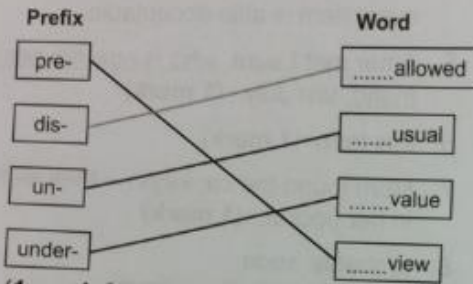 Prefix
Word
pre-
.......allowed
dis-
.......usual
un-
.......value
under-
.......view